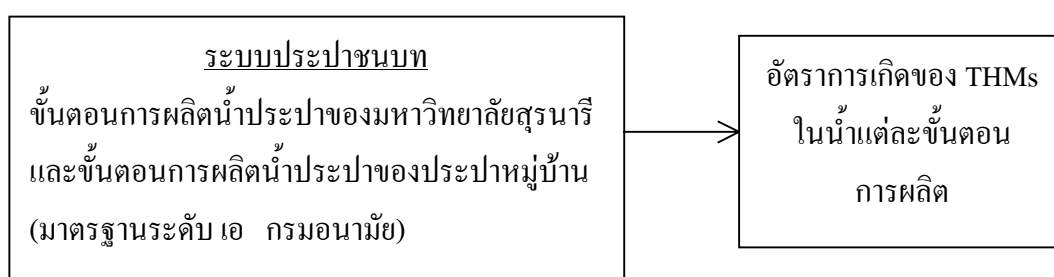 ระบบประปาชนบท
ขั้นตอนการผลิตน้ำประปาของมหาวิทยาลัยสุรนารี
และขั้นตอนการผลิตน้ำประปาของประปาหมู่บ้าน
(มาตรฐานระดับ เอ กรมอนามัย)
อัตราการเกิดของ THMs
ในน้ำแต่ละขั้นตอน
การผลิต